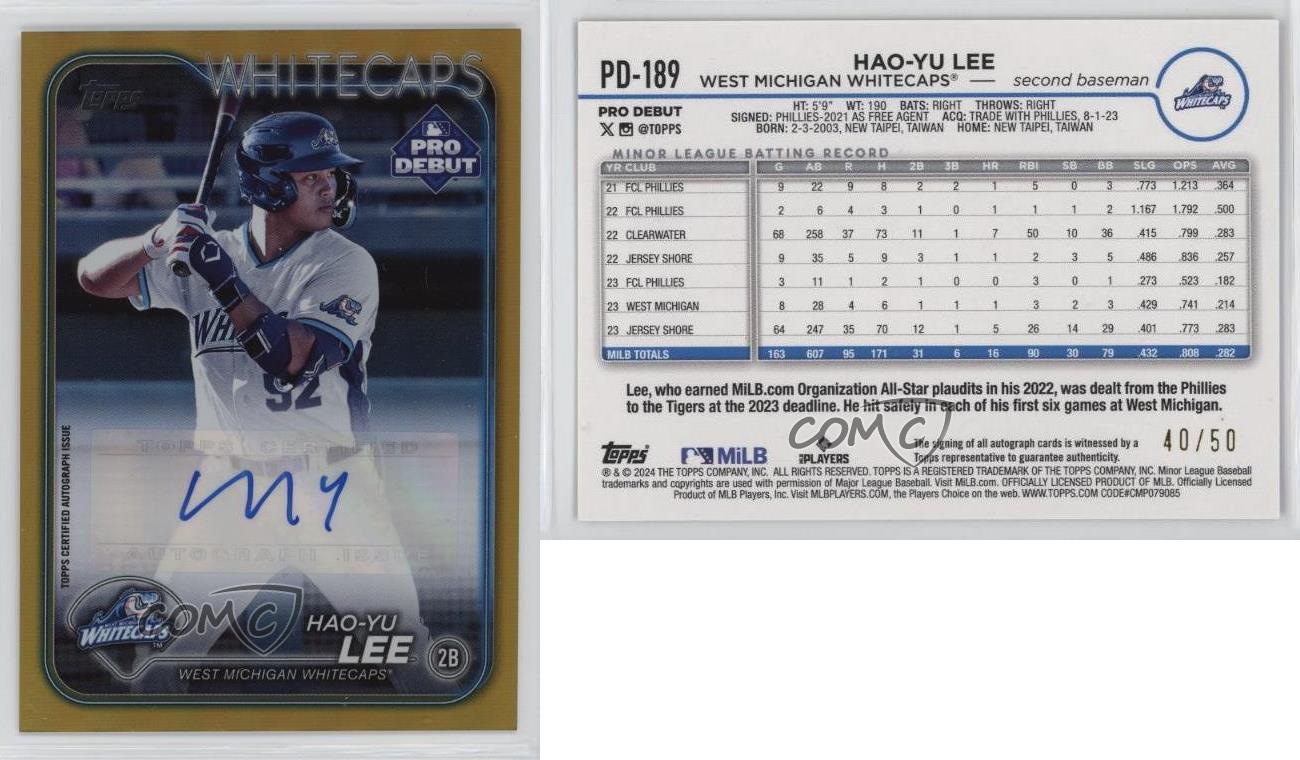 WHITECAPS
Topps
MLB
PRO
DEBUT
WHI
92
TOPPS CERTIFIED AUTOGRAPH ISSUE
TOPPS CERTIFIED
AUTOGRAPH ISSUE
WEST MICHIGAN
WHITECAPS
COMC
HAO-YU
LEE
2B
WEST MICHIGAN WHITECAPS®
PD-189
HAO-YU LEE
WEST MICHIGAN WHITECAPS® — second baseman
WHITECAPS
PRO DEBUT
@TOPPS
HT: 5'9" WT: 190 BATS: RIGHT THROWS: RIGHT
SIGNED: PHILLIES-2021 AS FREE AGENT ACQ: TRADE WITH PHILLIES, 8-1-23
BORN: 2-3-2003, NEW TAIPEI, TAIWAN HOME: NEW TAIPEI, TAIWAN
MINOR LEAGUE BATTING RECORD
YR CLUB G AB R H 2B 3B HR RBI SB BB SLG OPS AVG
21 FCL PHILLIES 9 22 9 8 2 2 1 5 0 3 .773 1.213 .364
22 FCL PHILLIES 2 6 4 3 1 0 1 1 1 2 1.167 1.792 .500
22 CLEARWATER 68 258 37 73 11 1 7 50 10 36 .415 .799 .283
22 JERSEY SHORE 9 35 5 9 3 1 1 2 3 5 .486 .836 .257
23 FCL PHILLIES 3 11 1 2 1 0 0 3 0 1 .273 .523 .182
23 WEST MICHIGAN 8 28 4 6 1 1 1 3 2 3 .429 .741 .214
23 JERSEY SHORE 64 247 35 70 12 1 5 26 14 29 .401 .773 .283
MILB TOTALS 163 607 95 171 31 6 16 90 30 79 .432 .808 .282
Lee, who earned MiLB.com Organization All-Star plaudits in his 2022, was dealt from the Phillies
to the Tigers at the 2023 deadline. He hit safely in each of his first six games at West Michigan.
COMC
Topps MiLB PLAYERS
The signing of all autograph cards is witnessed by a
Topps representative to guarantee authenticity.
40/50
® & © 2024 THE TOPPS COMPANY, INC. ALL RIGHTS RESERVED. TOPPS IS A REGISTERED TRADEMARK OF THE TOPPS COMPANY, INC. Minor League Baseball
trademarks and copyrights are used with permission of Major League Baseball. Visit MiLB.com. OFFICIALLY LICENSED PRODUCT OF MLB. Officially Licensed
Product of MLB Players, Inc. Visit MLBPLAYERS.COM, the Players Choice on the web. WWW.TOPPS.COM CODE#CMP079085